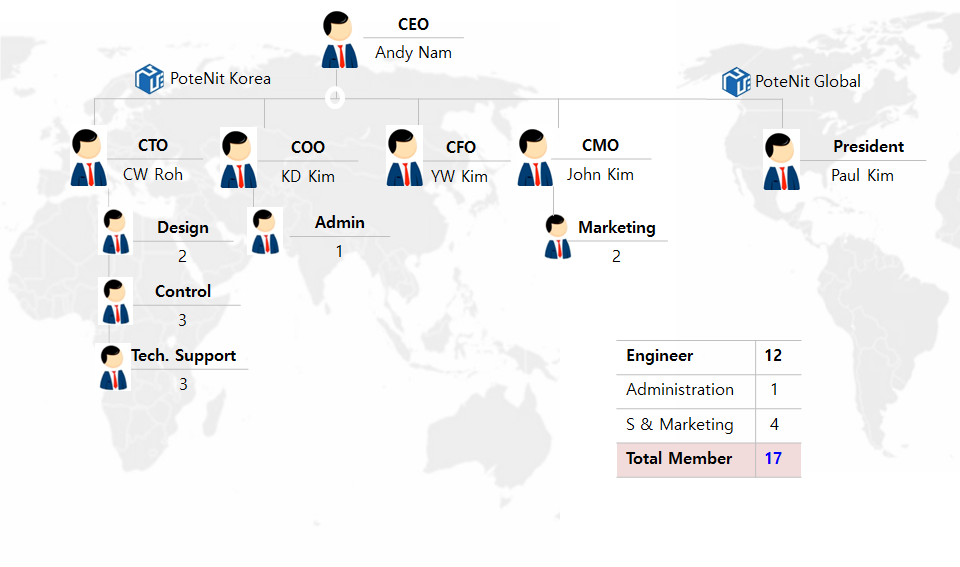 CEO
Andy Nam
PoteNit Korea
PoteNit Global
CTO
CW Roh
COO
KD Kim
CFO
YW Kim
CMO
John Kim
President
Paul Kim
Design
2
Admin
1
Marketing
2
Control
3
Tech. Support
3
Engineer 12
Administration 1
S & Marketing 4
Total Member 17